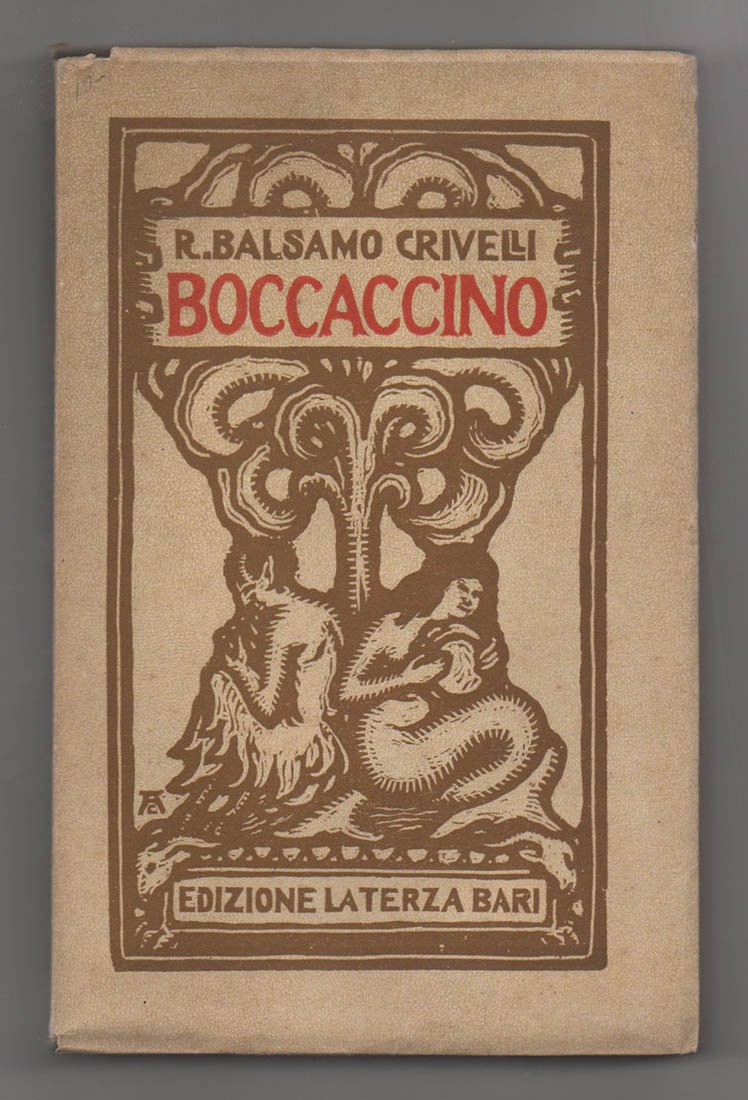 R. BALSAMO CRIVELLI
BOCCACCINO
EDIZIONE LATERZA BARI